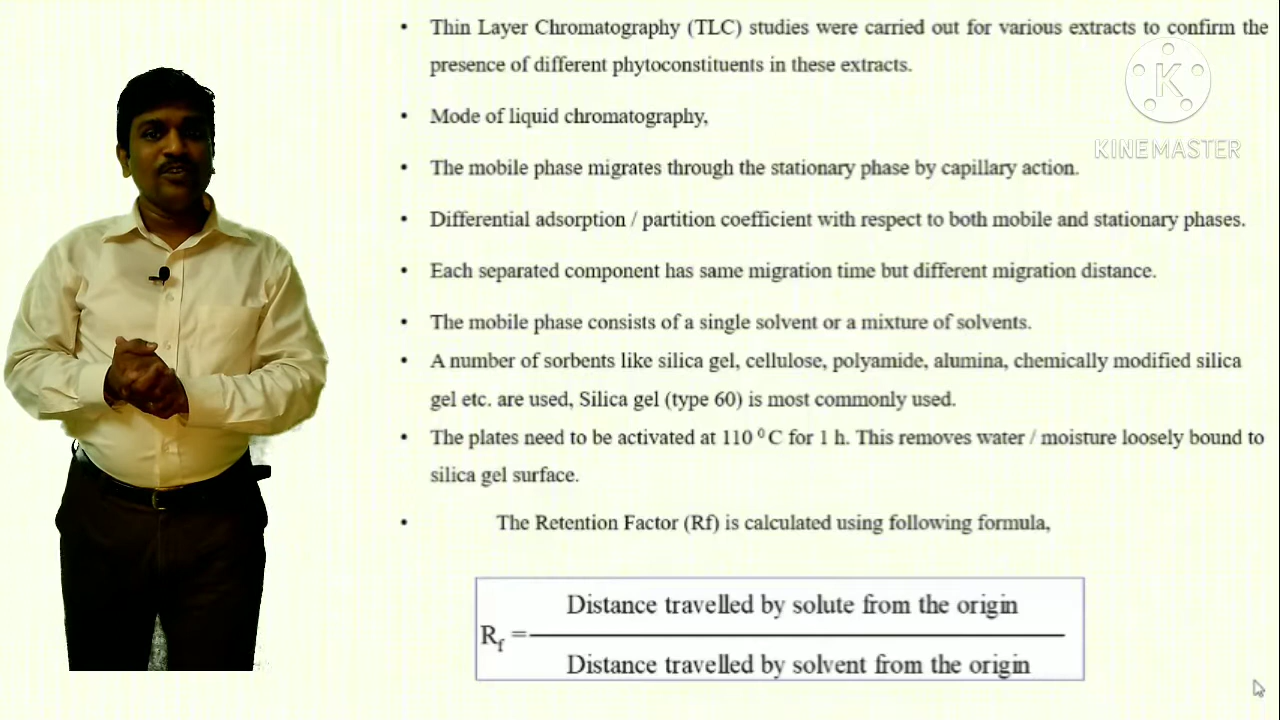 • Thin Layer Chromatography (TLC) studies were carried out for various extracts to confirm the
presence of different phytoconstituents in these extracts.
• Mode of liquid chromatography,
• The mobile phase migrates through the stationary phase by capillary action.
• Differential adsorption / partition coefficient with respect to both mobile and stationary phases.
• Each separated component has same migration time but different migration distance.
• The mobile phase consists of a single solvent or a mixture of solvents.
• A number of sorbents like silica gel, cellulose, polyamide, alumina, chemically modified silica
gel etc. are used, Silica gel (type 60) is most commonly used.
• The plates need to be activated at 110 ⁰C for 1 h. This removes water / moisture loosely bound to
silica gel surface.
• The Retention Factor (Rf) is calculated using following formula,
Distance travelled by solute from the origin
Rf =
Distance travelled by solvent from the origin
K
KINEMASTER